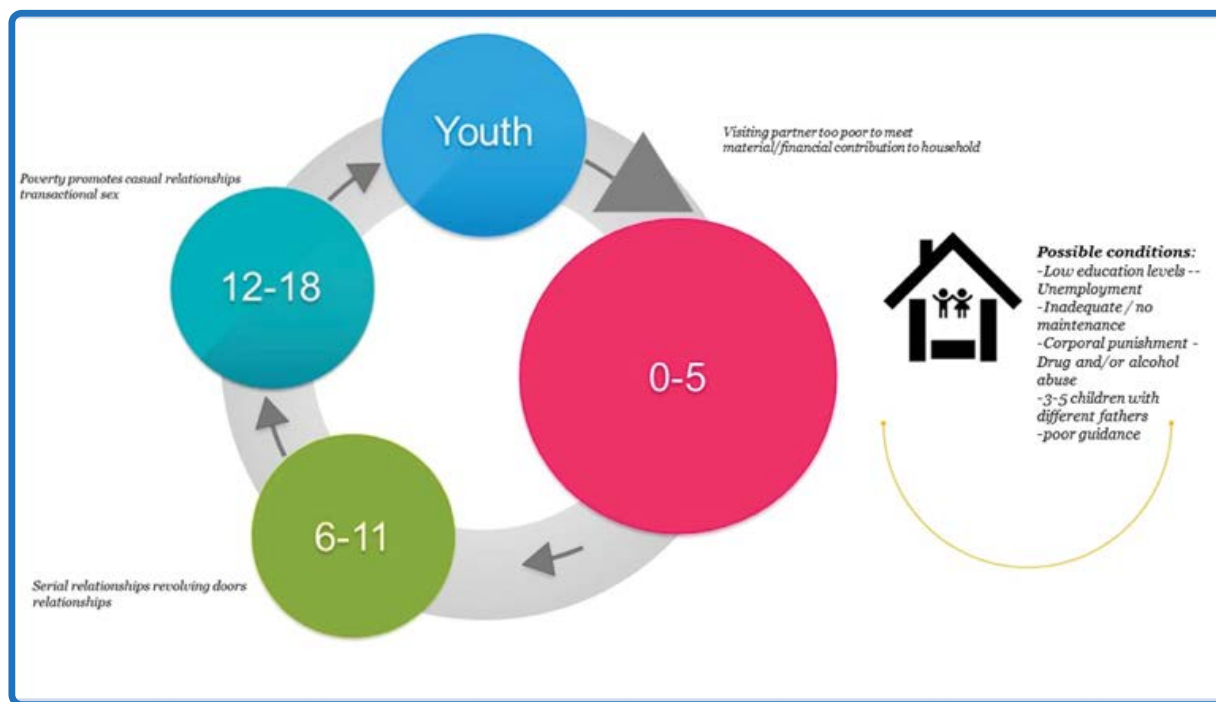 Youth
Visiting partner too poor to meet
material/financial contribution to household
Poverty promotes casual relationships
transactional sex
12-18
0-5
6-11
Serial relationships revolving doors
relationships
Possible conditions:
-Low education levels --
Unemployment
-Inadequate / no
maintenance
-Corporal punishment -
Drug and/or alcohol
abuse
-3-5 children with
different fathers
-poor guidance